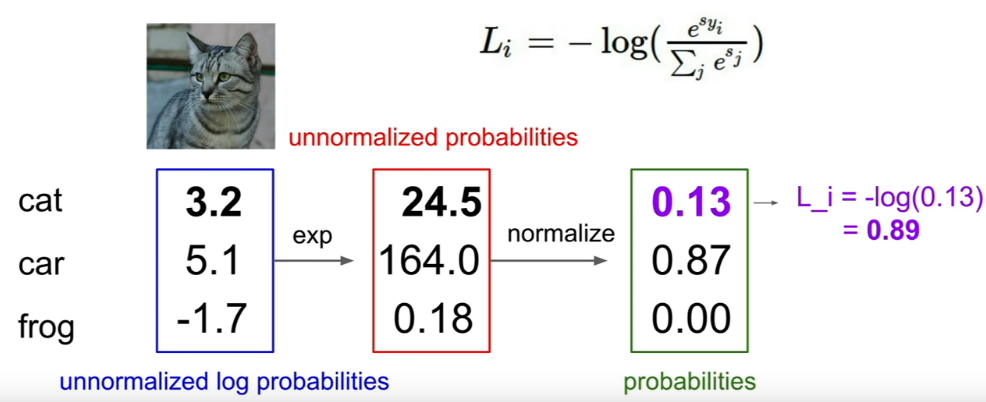 L_i = − log(e^{s_{y_i}} / ∑_j e^{s_j})
unnormalized probabilities
cat 3.2 24.5 0.13 L_i = -log(0.13)
= 0.89
exp normalize
car 5.1 164.0 0.87
frog -1.7 0.18 0.00
unnormalized log probabilities probabilities